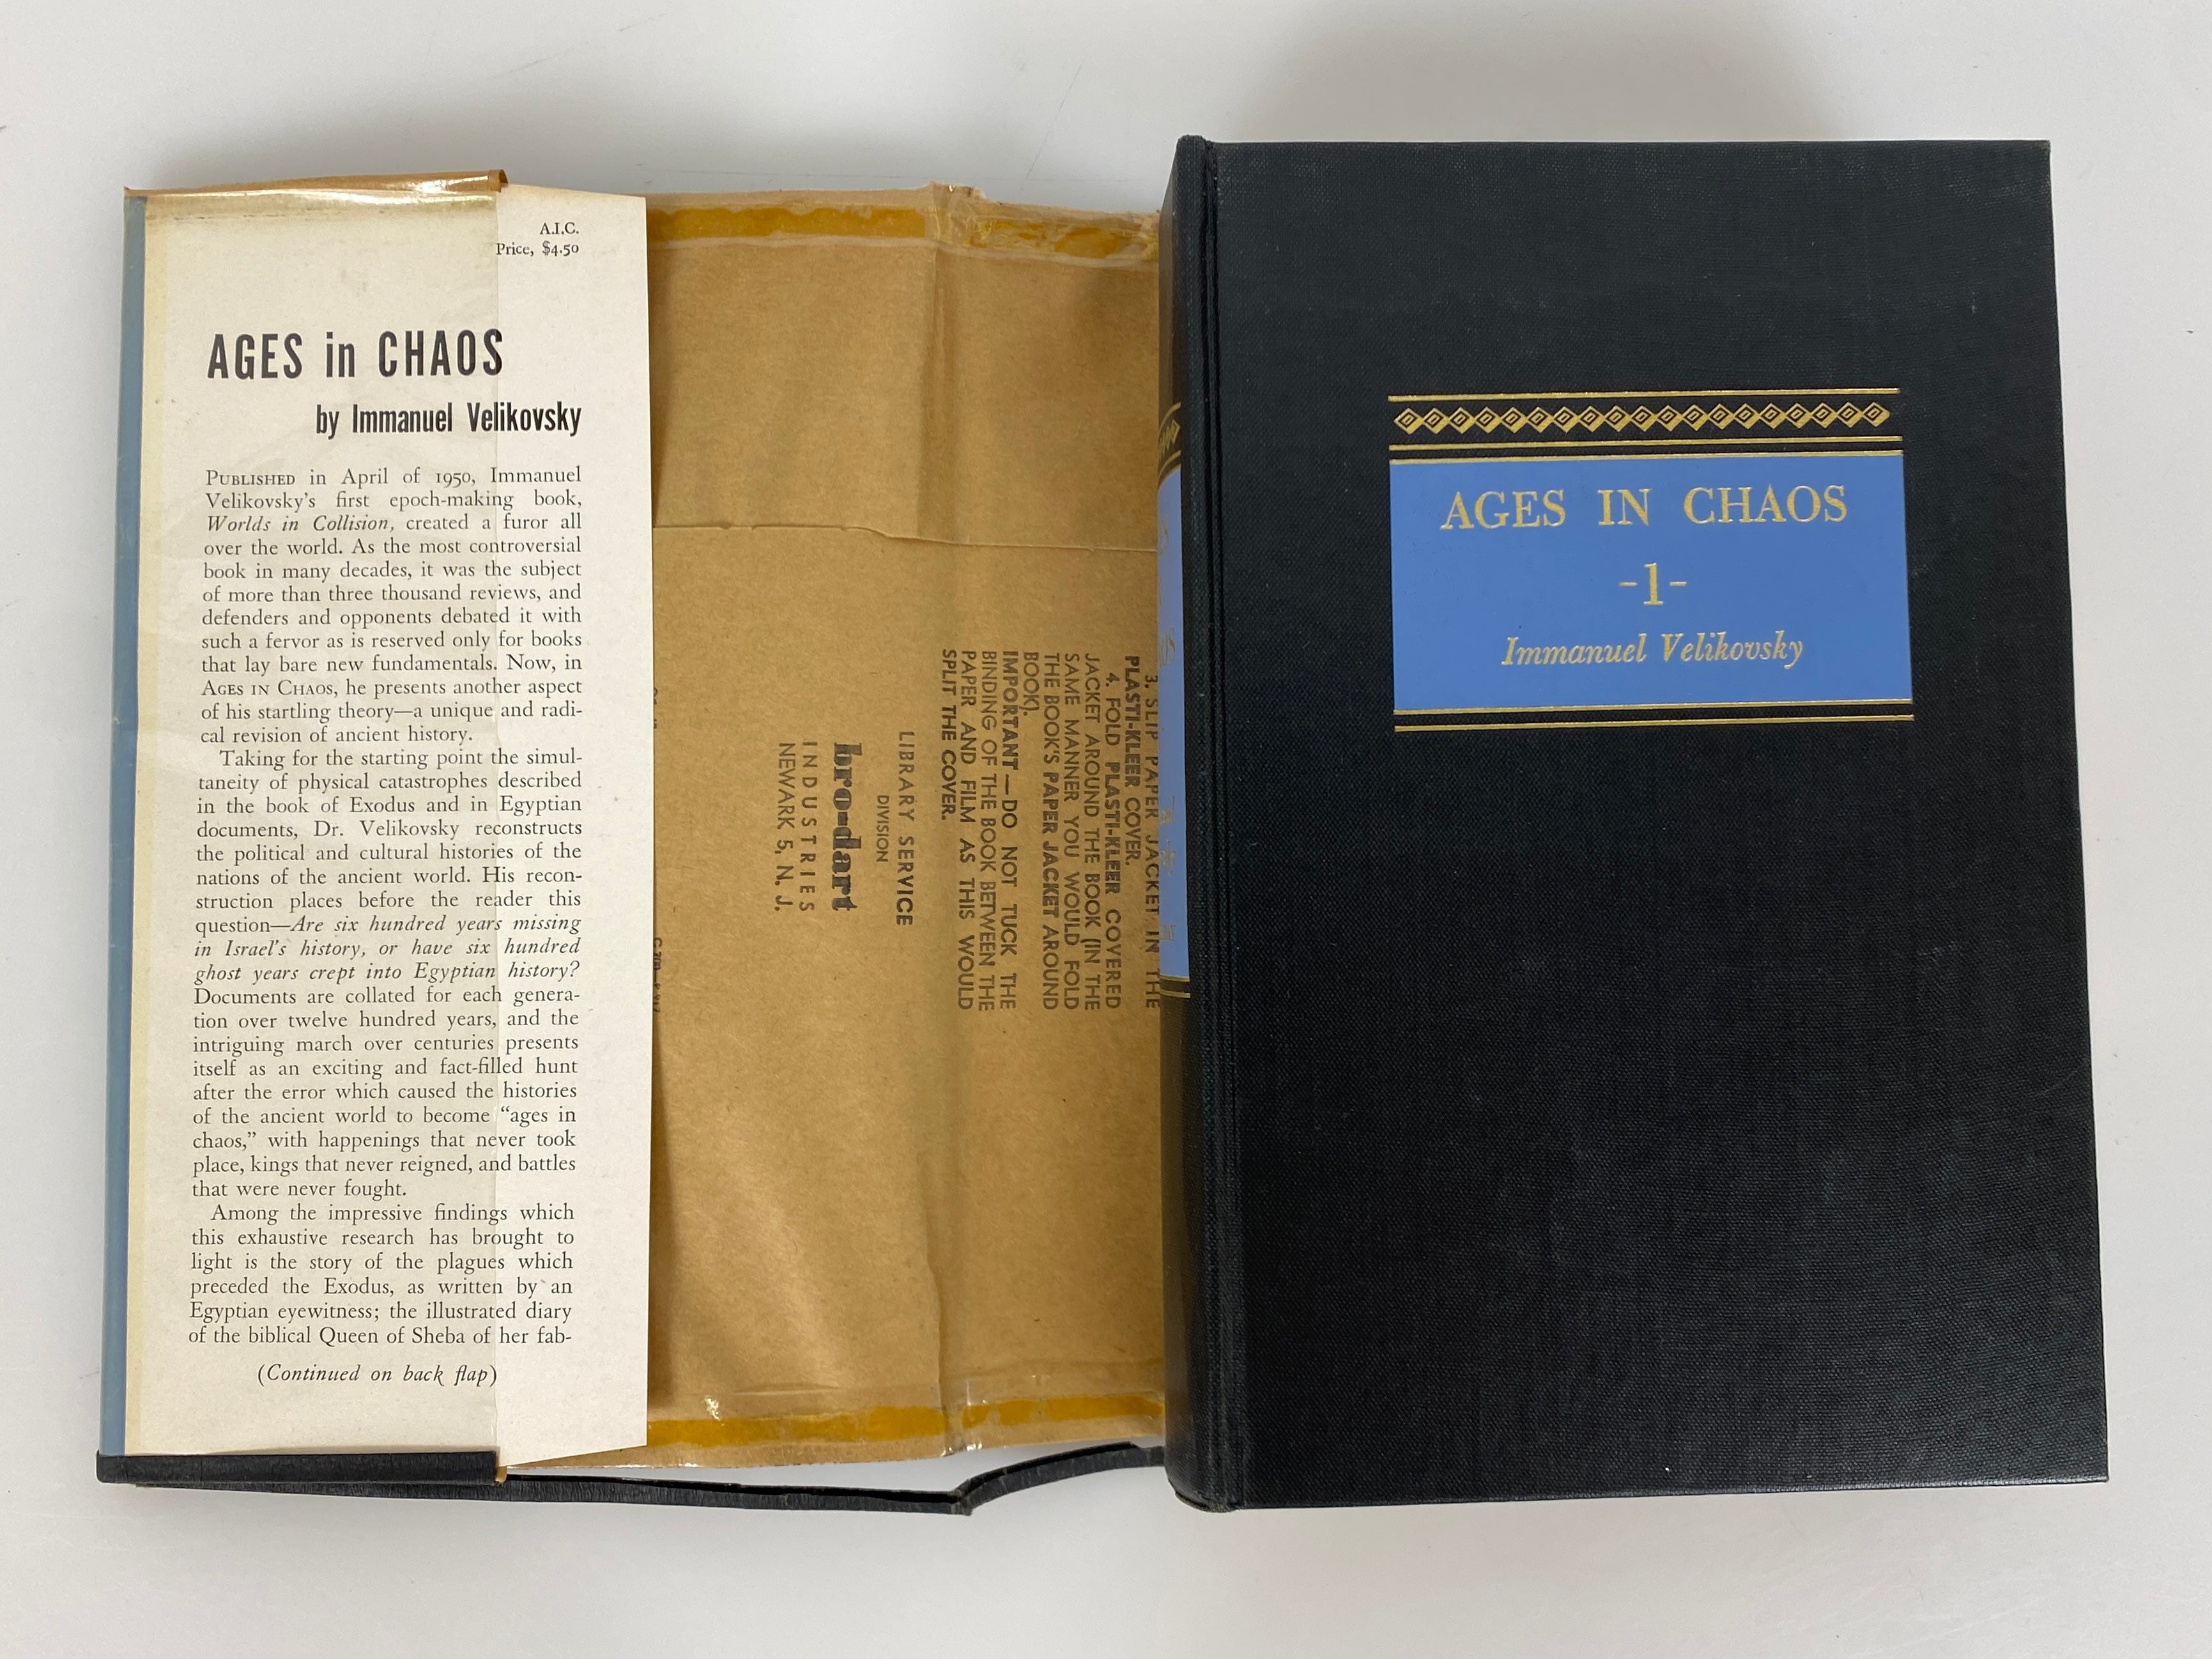 A.I.C.
Price, $4.50
AGES in CHAOS
by Immanuel Velikovsky
PUBLISHED in April of 1950, Immanuel
Velikovsky's first epoch-making book,
Worlds in Collision, created a furor all
over the world. As the most controversial
book in many decades, it was the subject
of more than three thousand reviews, and
defenders and opponents debated it with
such a fervor as is reserved only for books
that lay bare new fundamentals. Now, in
AGES IN CHAOS, he presents another aspect
of his startling theory—a unique and radi-
cal revision of ancient history.
Taking for the starting point the simul-
taneity of physical catastrophes described
in the book of Exodus and in Egyptian
documents, Dr. Velikovsky reconstructs
the political and cultural histories of the
nations of the ancient world. His recon-
struction places before the reader this
question—Are six hundred years missing
in Israel's history, or have six hundred
ghost years crept into Egyptian history?
Documents are collated for each genera-
tion over twelve hundred years, and the
intriguing march over centuries presents
itself as an exciting and fact-filled hunt
after the error which caused the histories
of the ancient world to become “ages in
chaos,” with happenings that never took
place, kings that never reigned, and battles
that were never fought.
Among the impressive findings which
this exhaustive research has brought to
light is the story of the plagues which
preceded the Exodus, as written by an
Egyptian eyewitness; the illustrated diary
of the biblical Queen of Sheba of her fab-
(Continued on back flap)
3. SLIP PAPER JACKET IN THE
PLASTI-KLEER COVER.
4. FOLD PLASTI-KLEER COVERED
JACKET AROUND THE BOOK (IN THE
SAME MANNER YOU WOULD FOLD
THE BOOK'S PAPER JACKET AROUND
BOOK).
IMPORTANT—DO NOT TUCK THE
BINDING OF THE BOOK BETWEEN THE
PAPER AND FILM AS THIS WOULD
SPLIT THE COVER.
LIBRARY SERVICE
DIVISION
bro-dart
INDUSTRIES
NEWARK 5, N. J.
AGES IN CHAOS
-1-
Immanuel Velikovsky